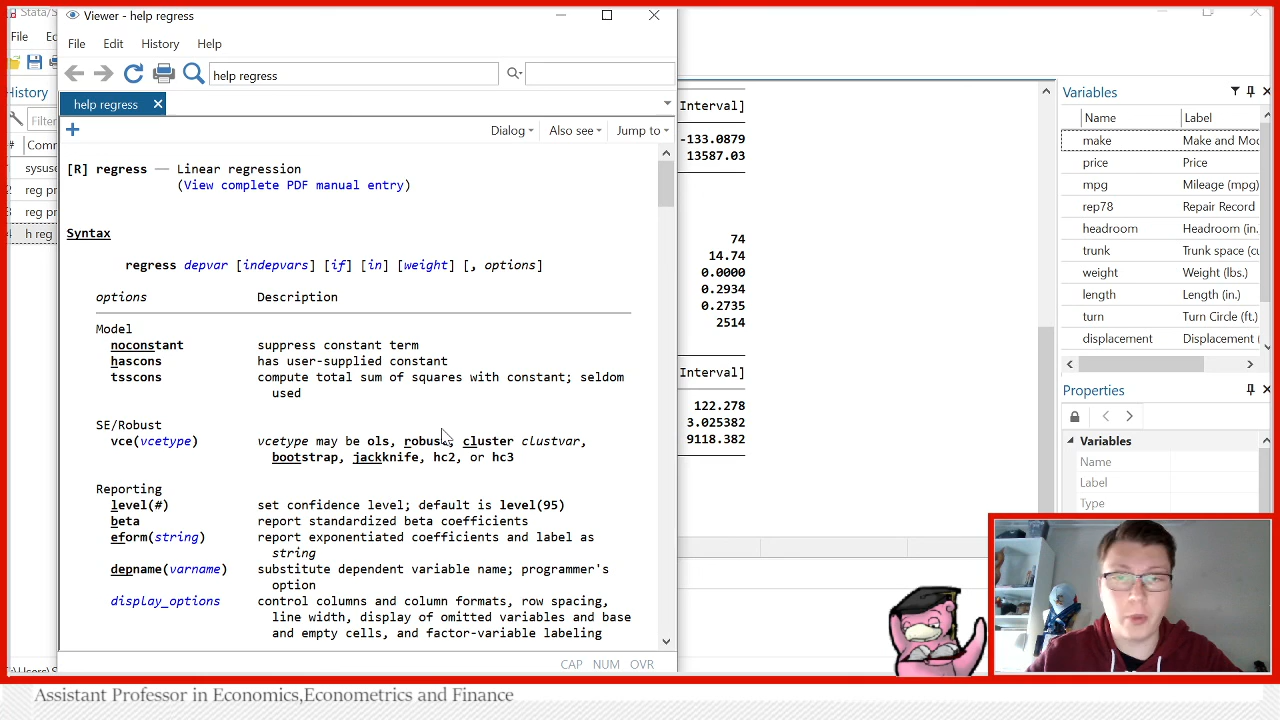 Stata/S
Viewer - help regress
File
File Edit History Help
help regress
help regress
Dialog Also see Jump to
History
Filter
# Com
sysuse
reg pr
reg pr
h reg
[R] regress — Linear regression
(View complete PDF manual entry)
Syntax
regress depvar [indepvars] [if] [in] [weight] [, options]
options Description
Model
noconstant suppress constant term
hascons has user-supplied constant
tsscons compute total sum of squares with constant; seldom
used
SE/Robust
vce(vcetype) vcetype may be ols, robust, cluster clustvar,
bootstrap, jackknife, hc2, or hc3
Reporting
level(#) set confidence level; default is level(95)
beta report standardized beta coefficients
eform(string) report exponentiated coefficients and label as
string
depname(varname) substitute dependent variable name; programmer's
option
display_options control columns and column formats, row spacing,
line width, display of omitted variables and base
and empty cells, and factor-variable labeling
CAP NUM OVR
Interval]
-133.0879
13587.03
74
14.74
0.0000
0.2934
0.2735
2514
Interval]
122.278
3.025382
9118.382
Variables
Name Label
make Make and Mod
price Price
mpg Mileage (mpg)
rep78 Repair Record
headroom Headroom (in.
trunk Trunk space (cu
weight Weight (lbs.)
length Length (in.)
turn Turn Circle (ft.)
displacement Displacement (
Properties
Variables
Name
Label
Type
Assistant Professor in Economics,Econometrics and Finance